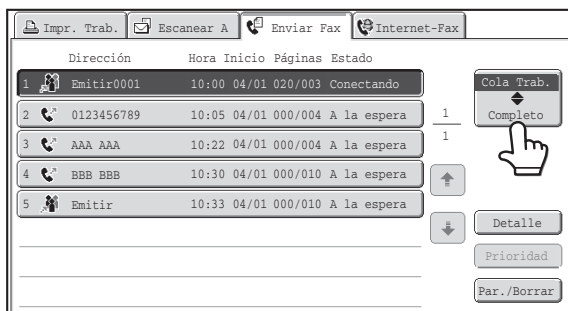 Impr. Trab. Escanear A Enviar Fax Internet-Fax
Dirección Hora Inicio Páginas Estado
1 Emitir0001 10:00 04/01 020/003 Conectando
2 0123456789 10:05 04/01 000/004 A la espera
3 AAA AAA 10:22 04/01 000/004 A la espera
4 BBB BBB 10:30 04/01 000/010 A la espera
5 Emitir 10:33 04/01 000/010 A la espera
1
1
Cola Trab.
Completo
Detalle
Prioridad
Par./Borrar